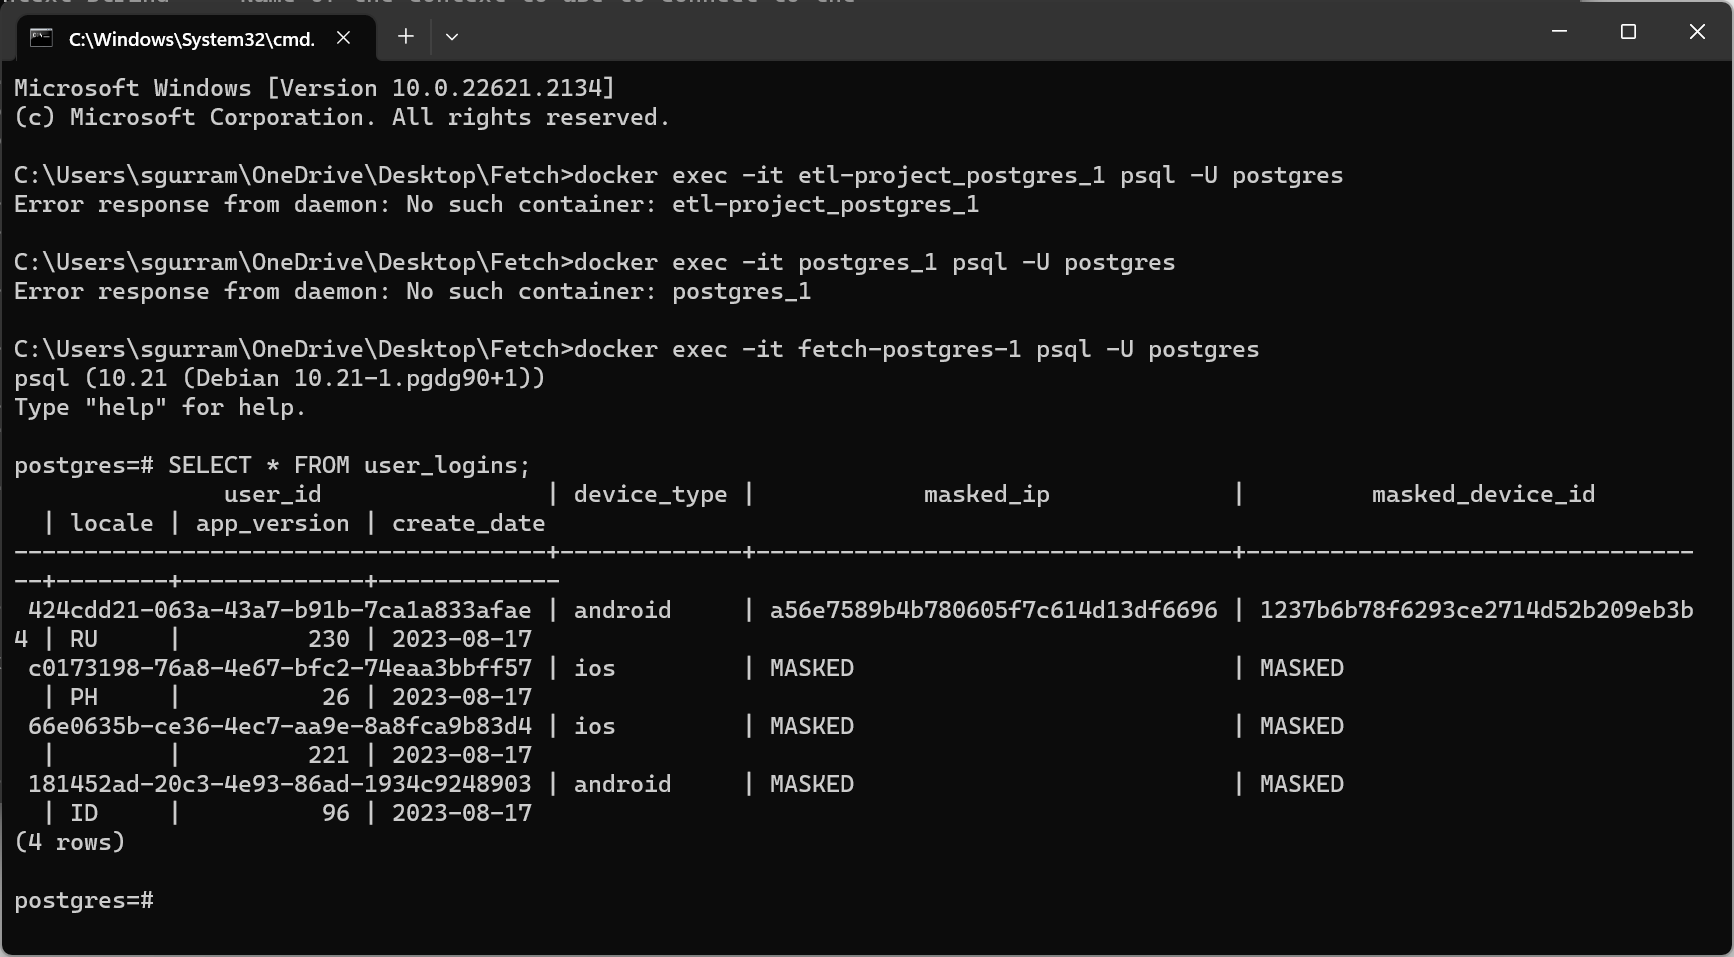 C:\Windows\System32\cmd.
Microsoft Windows [Version 10.0.22621.2134]
(c) Microsoft Corporation. All rights reserved.
C:\Users\sgurram\OneDrive\Desktop\Fetch>docker exec -it etl-project_postgres_1 psql -U postgres
Error response from daemon: No such container: etl-project_postgres_1
C:\Users\sgurram\OneDrive\Desktop\Fetch>docker exec -it postgres_1 psql -U postgres
Error response from daemon: No such container: postgres_1
C:\Users\sgurram\OneDrive\Desktop\Fetch>docker exec -it fetch-postgres-1 psql -U postgres
psql (10.21 (Debian 10.21-1.pgdg90+1))
Type "help" for help.
postgres=# SELECT * FROM user_logins;
user_id | device_type | masked_ip | masked_device_id
| locale | app_version | create_date
--------------------------------------+-------------+----------------------------------+--------------------------------
--+--------+-------------+-------------
424cdd21-063a-43a7-b91b-7ca1a833afae | android | a56e7589b4b780605f7c614d13df6696 | 1237b6b78f6293ce2714d52b209eb3b
4 | RU | 230 | 2023-08-17
c0173198-76a8-4e67-bfc2-74eaa3bbff57 | ios | MASKED | MASKED
| PH | 26 | 2023-08-17
66e0635b-ce36-4ec7-aa9e-8a8fca9b83d4 | ios | MASKED | MASKED
| | 221 | 2023-08-17
181452ad-20c3-4e93-86ad-1934c9248903 | android | MASKED | MASKED
| ID | 96 | 2023-08-17
(4 rows)
postgres=#